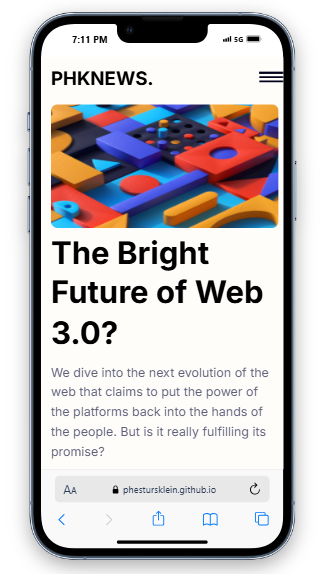 7:11 PM 5G
PHKNEWS.
The Bright
Future of Web
3.0?
We dive into the next evolution of the
web that claims to put the power of
the platforms back into the hands of
the people. But is it really fulfilling its
promise?
AA phestursklein.github.io